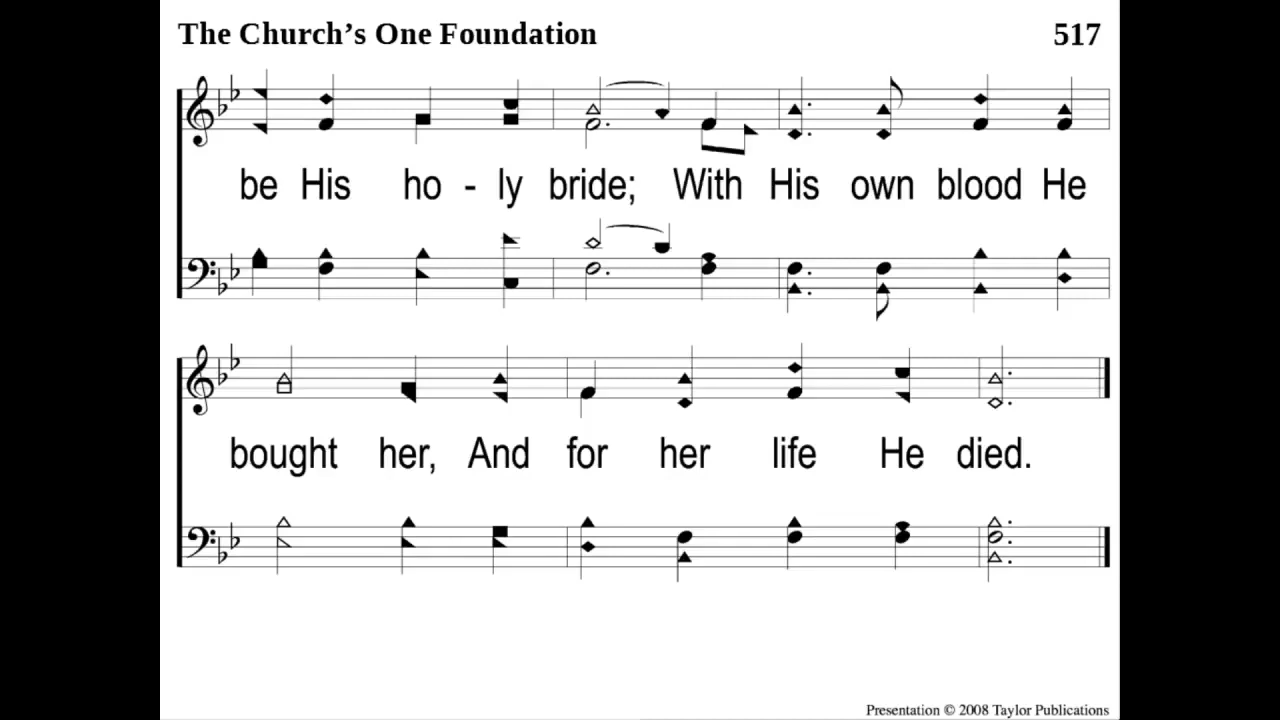 The Church’s One Foundation 517
be His ho - ly bride; With His own blood He
bought her, And for her life He died.
Presentation © 2008 Taylor Publications